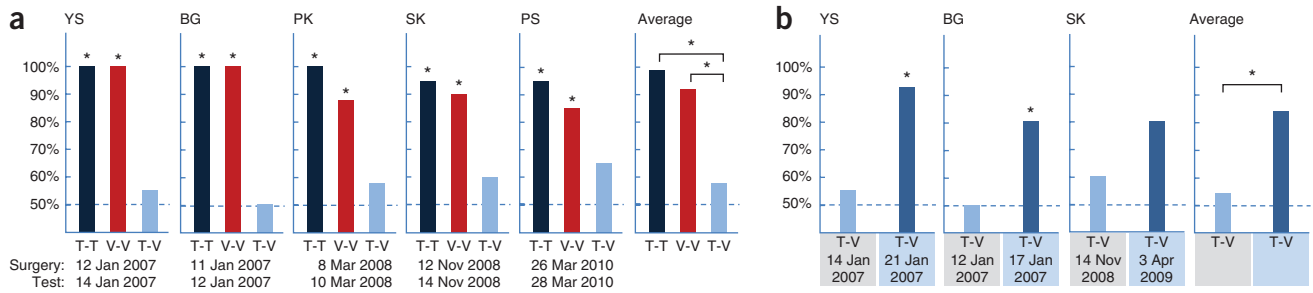 a
YS BG PK SK PS Average
* * * * * * * * * * * *
100%
90%
80%
70%
60%
50%
T-T V-V T-V T-T V-V T-V T-T V-V T-V T-T V-V T-V T-T V-V T-V T-T V-V T-V
Surgery: 12 Jan 2007 11 Jan 2007 8 Mar 2008 12 Nov 2008 26 Mar 2010
Test: 14 Jan 2007 12 Jan 2007 10 Mar 2008 14 Nov 2008 28 Mar 2010
b
YS BG SK Average
* * *
100%
90%
80%
70%
60%
50%
T-V T-V T-V T-V T-V T-V T-V T-V
14 Jan 21 Jan 12 Jan 17 Jan 14 Nov 3 Apr
2007 2007 2007 2007 2008 2009